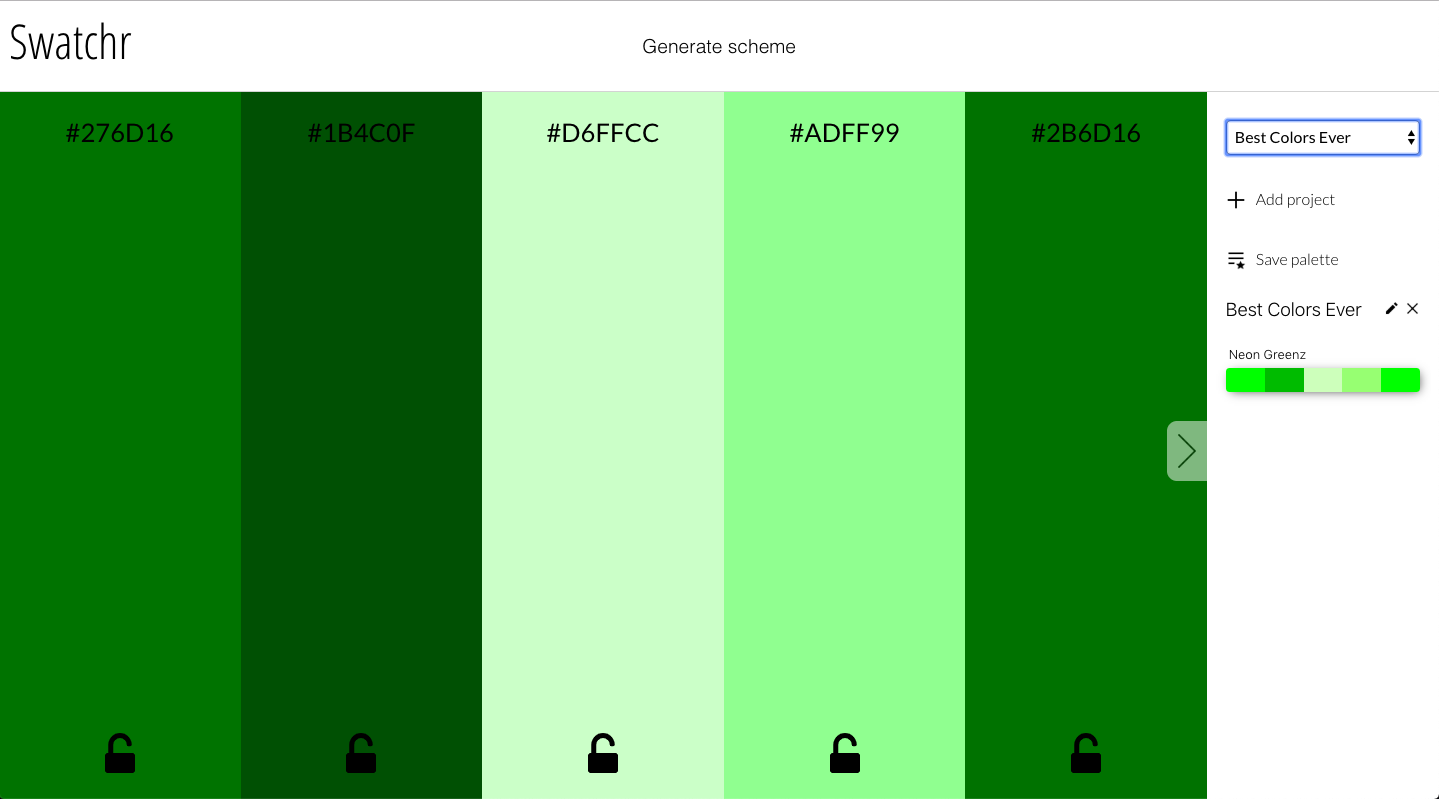 Swatchr
Generate scheme
#276D16
#1B4C0F
#D6FFCC
#ADFF99
#2B6D16
Best Colors Ever
Add project
Save palette
Best Colors Ever
Neon Greenz